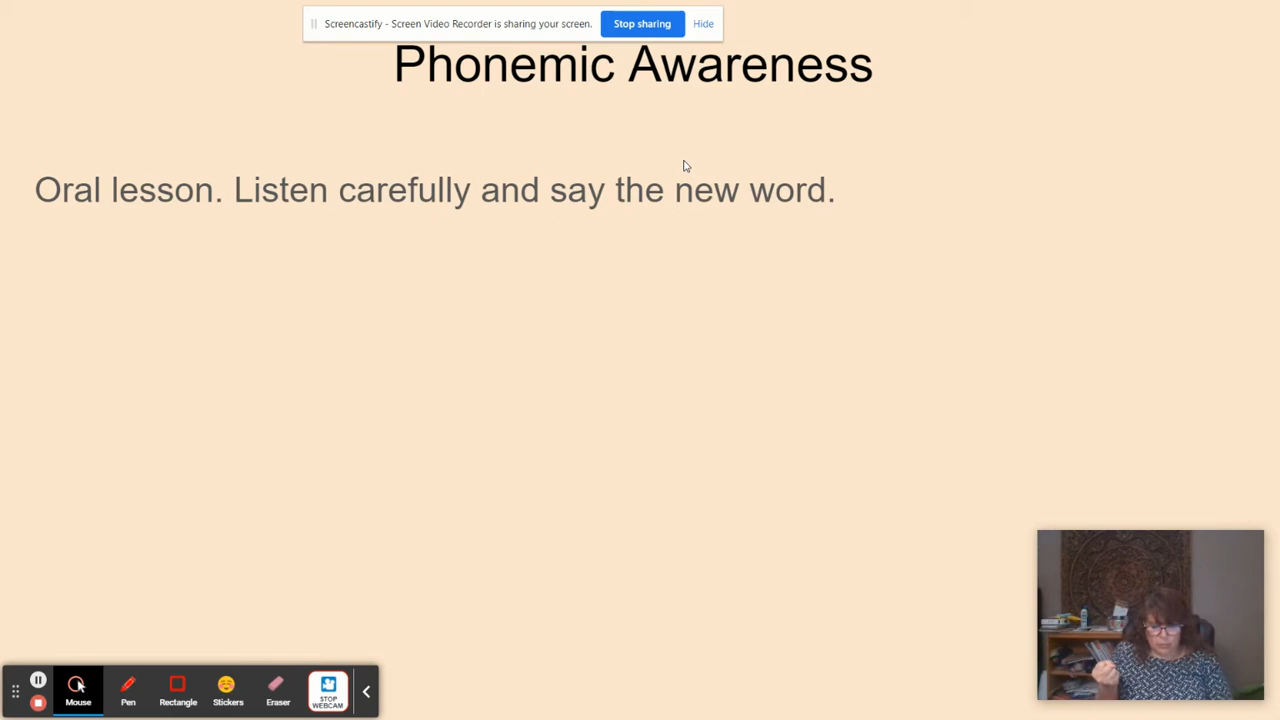 Screencastify - Screen Video Recorder is sharing your screen. Stop sharing Hide
Phonemic Awareness
Oral lesson. Listen carefully and say the new word.
Mouse Pen Rectangle Stickers Eraser STOP
WEBCAM